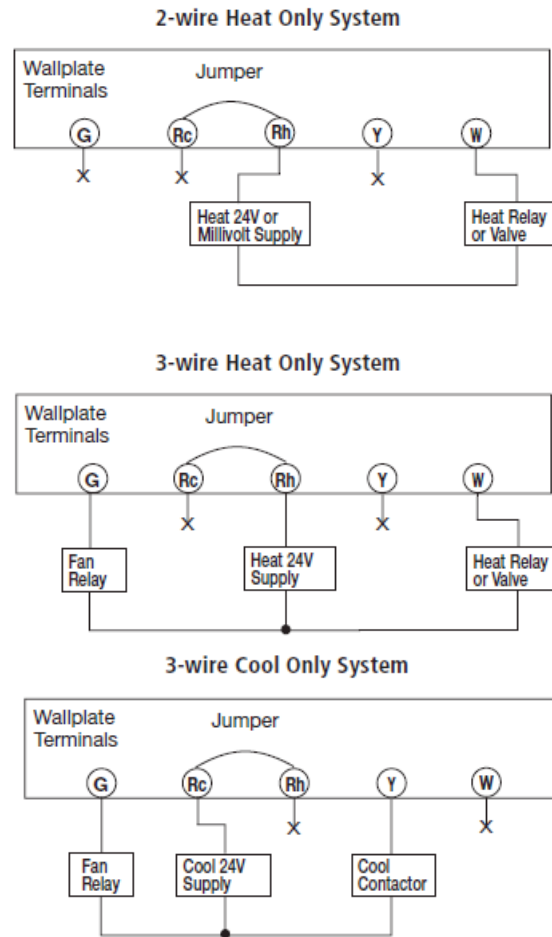 2-wire Heat Only System
Wallplate
Terminals
Jumper
G
Rc
Rh
Y
W
X
X
X
Heat 24V or
Millivolt Supply
Heat Relay
or Valve
3-wire Heat Only System
Wallplate
Terminals
Jumper
G
Rc
Rh
Y
W
X
X
Fan
Relay
Heat 24V
Supply
Heat Relay
or Valve
3-wire Cool Only System
Wallplate
Terminals
Jumper
G
Rc
Rh
Y
W
X
X
Fan
Relay
Cool 24V
Supply
Cool
Contactor